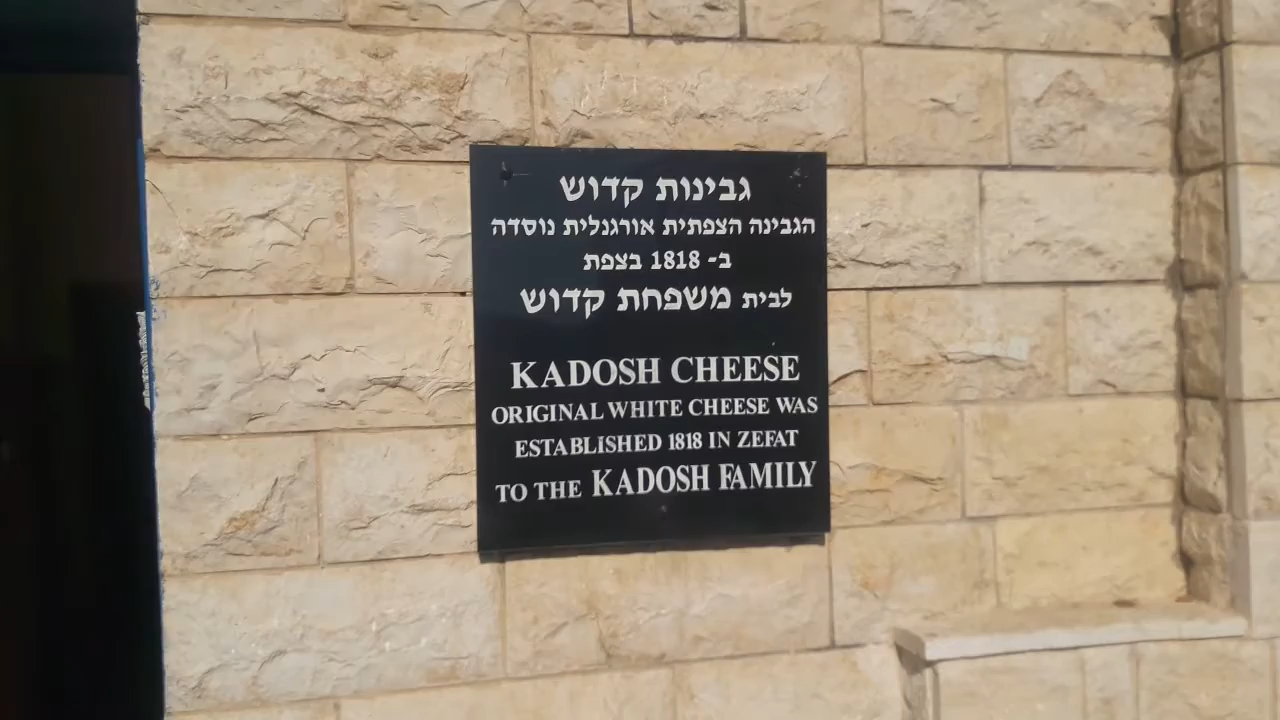 גבינות קדוש
הגבינה הצפתית אורגנלית נוסדה
ב- 1818 בצפת
לבית משפחת קדוש
KADOSH CHEESE
ORIGINAL WHITE CHEESE WAS
ESTABLISHED 1818 IN ZEFAT
TO THE KADOSH FAMILY